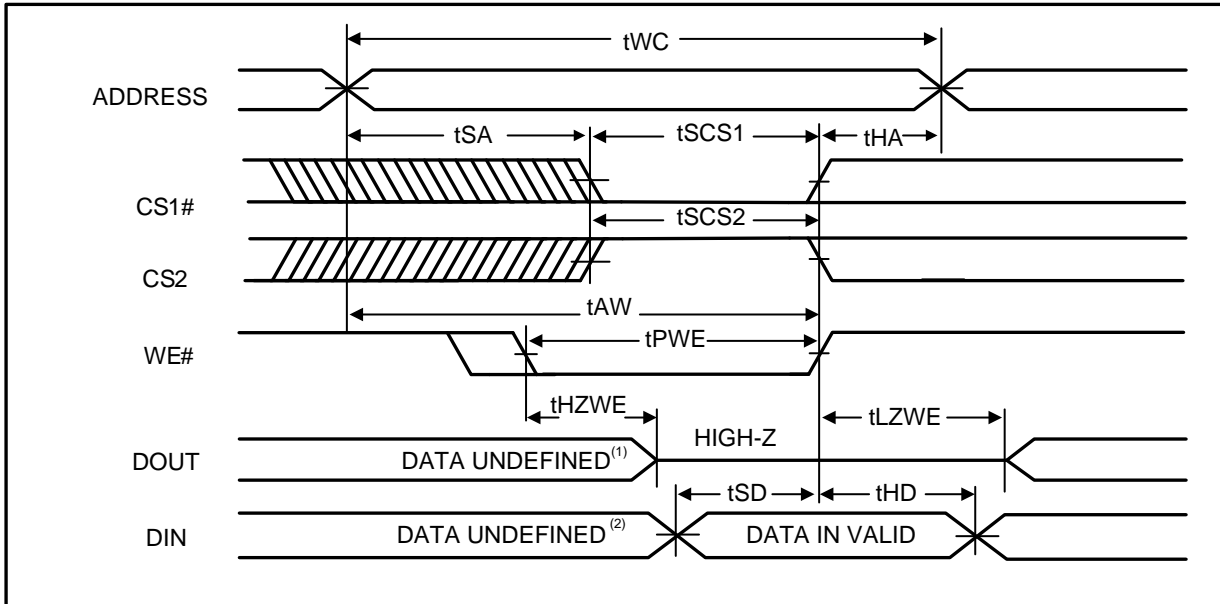 tWC
ADDRESS
tSA
tSCS1
tHA
CS1#
tSCS2
CS2
tAW
WE#
tPWE
tHZWE
tLZWE
HIGH-Z
DOUT
DATA UNDEFINED(1)
tSD
tHD
DIN
DATA UNDEFINED(2)
DATA IN VALID